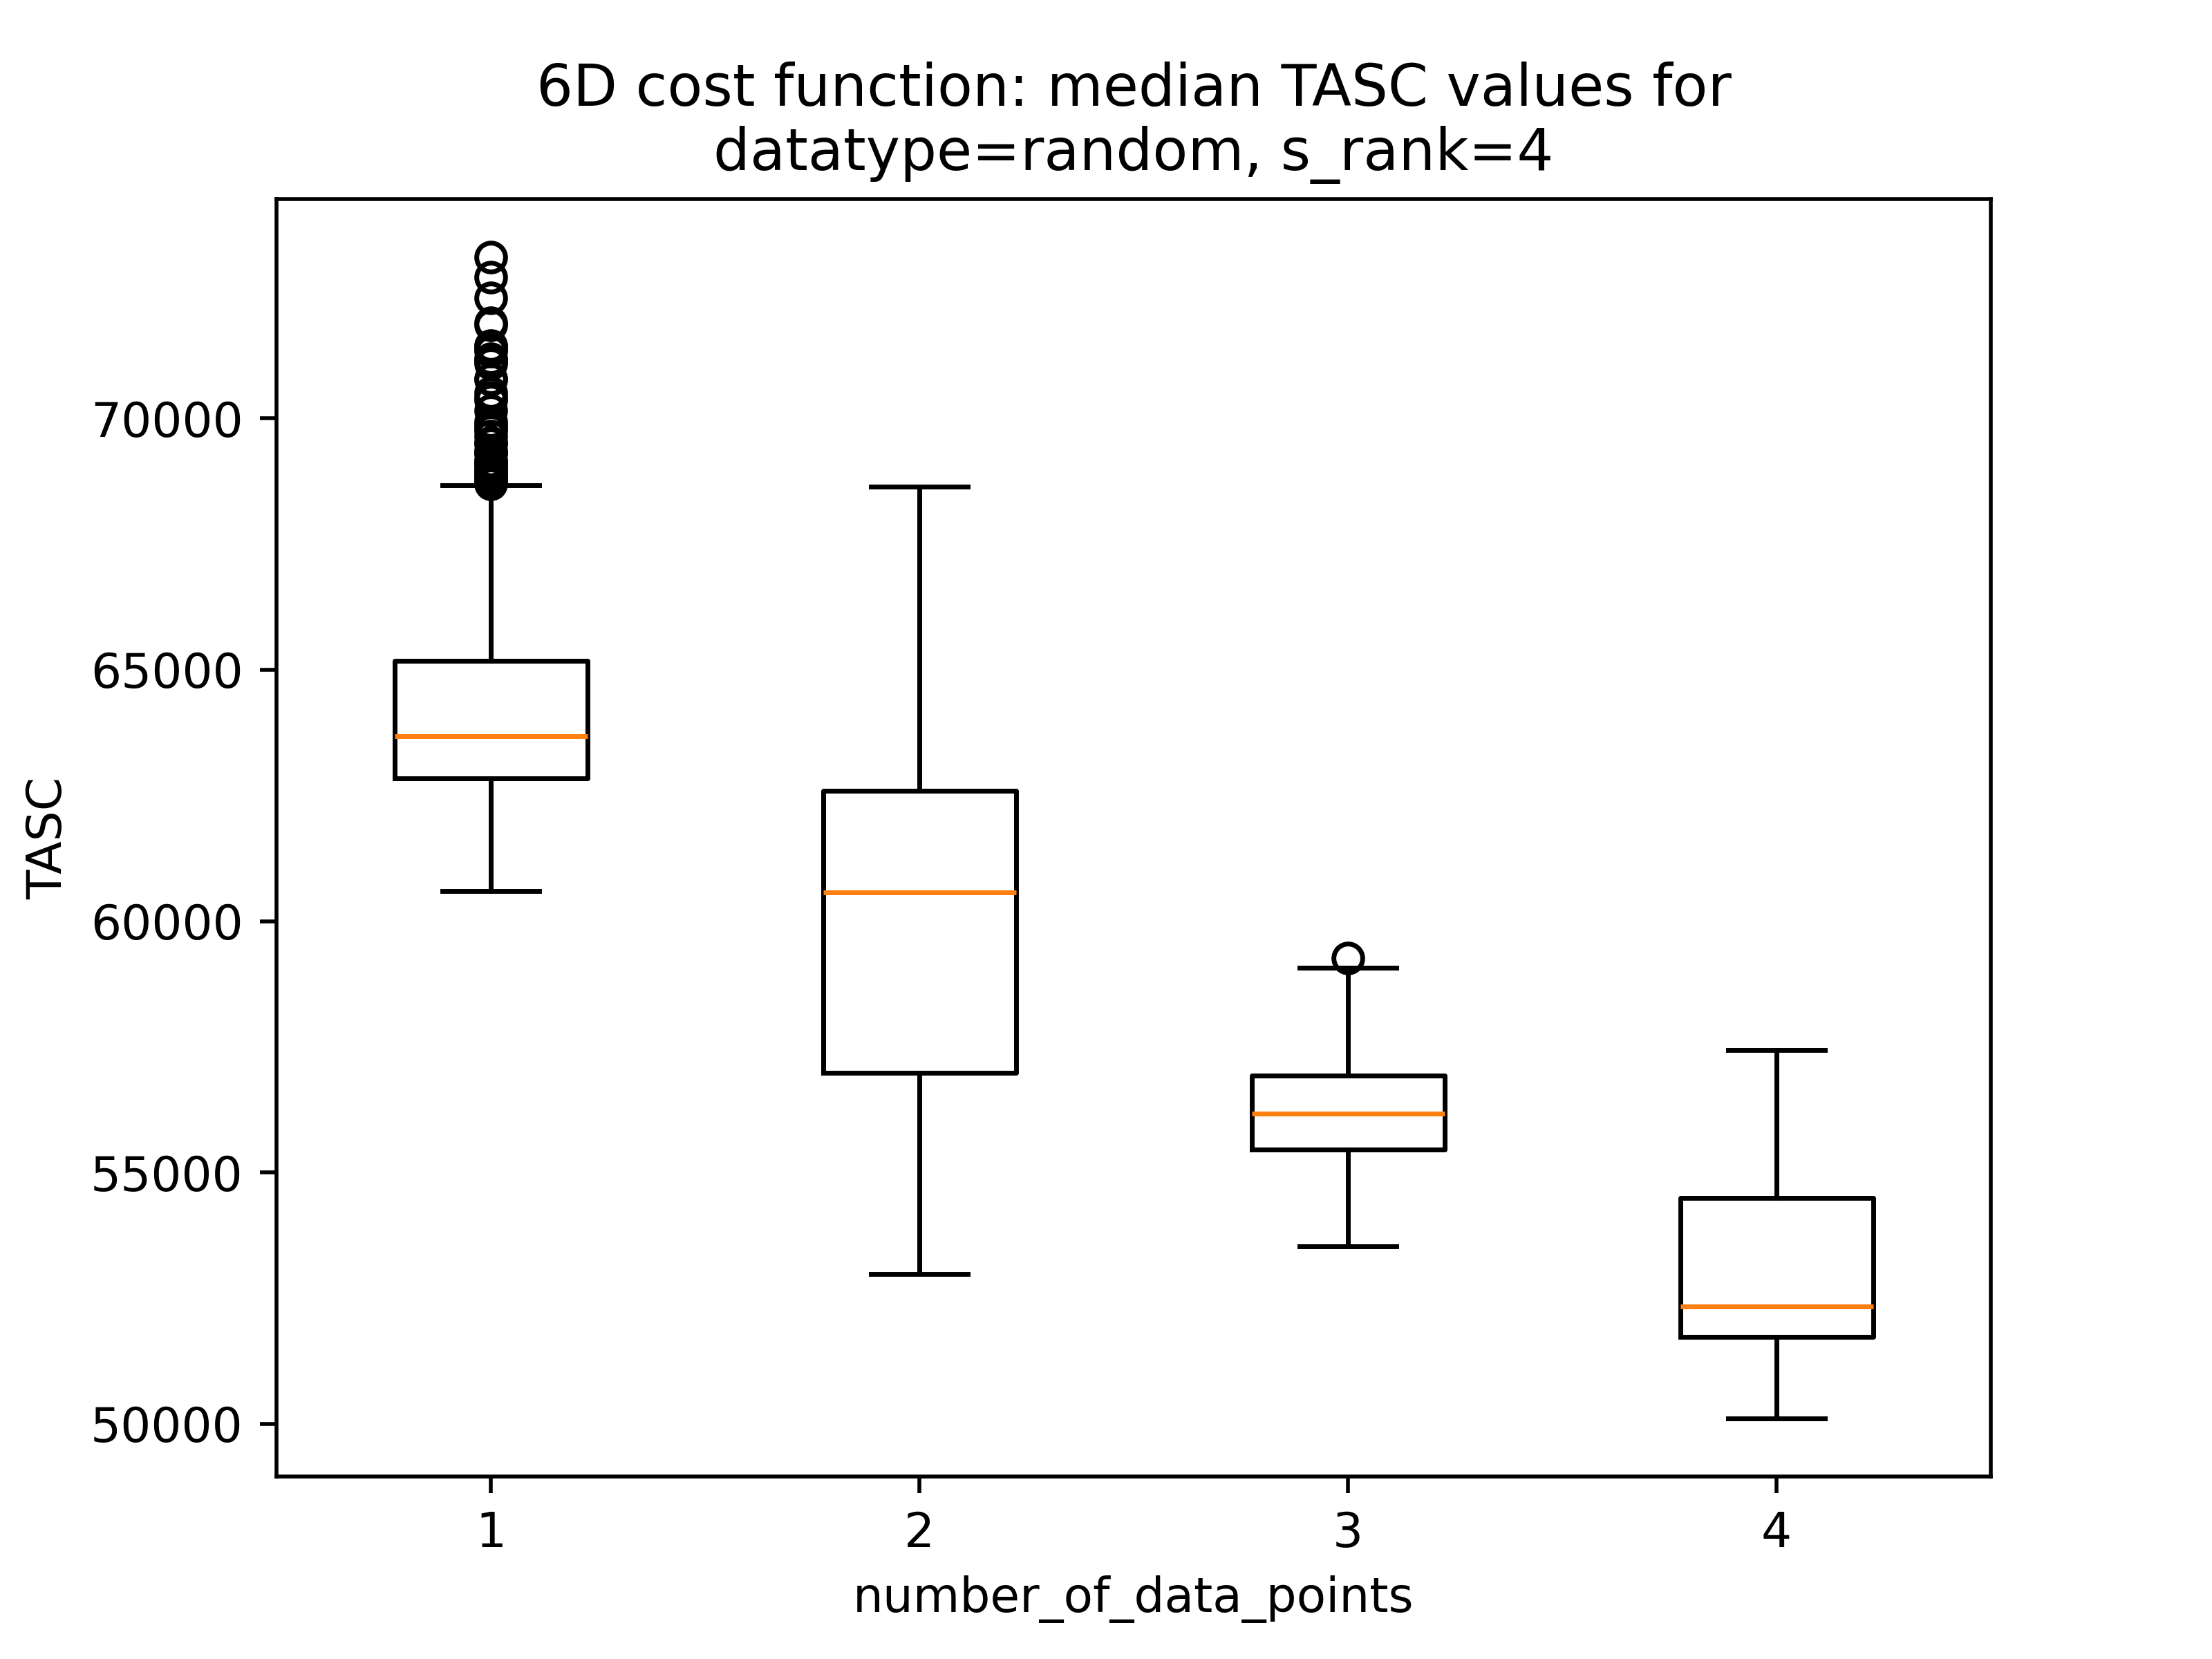 6D cost function: median TASC values for
datatype=random, s_rank=4
70000
65000
60000
55000
50000
TASC
1 2 3 4
number_of_data_points